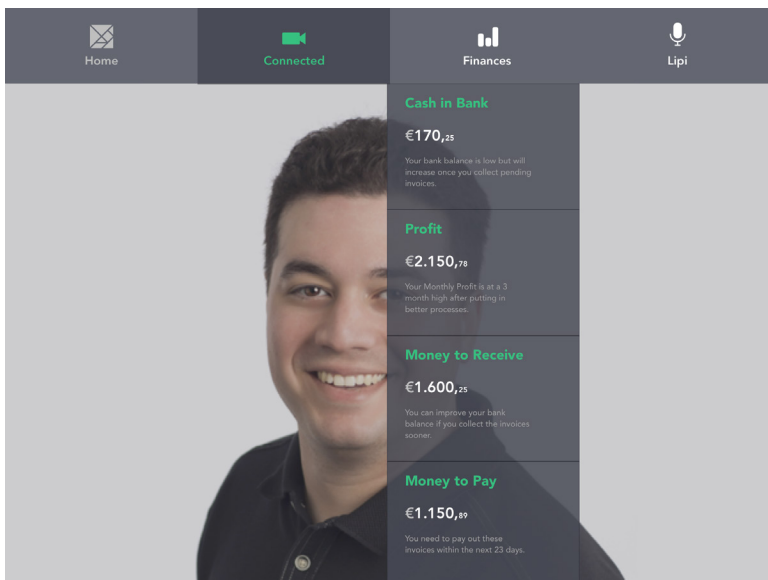 Home
Connected
Finances
Lipi
Cash in Bank
€170,25
Your bank balance is low but will
increase once you collect pending
invoices.
Profit
€2.150,78
Your Monthly Profit is at a 3
month high after putting in
better processes.
Money to Receive
€1.600,25
You can improve your bank
balance if you collect the invoices
sooner.
Money to Pay
€1.150,89
You need to pay out these
invoices within the next 23 days.